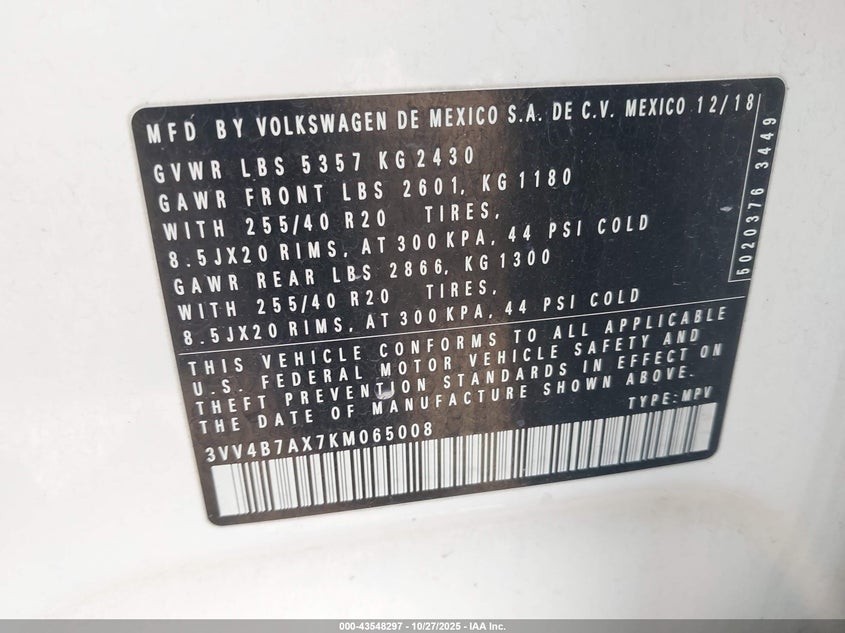 MFD BY VOLKSWAGEN DE MEXICO S.A. DE C.V. MEXICO 12/18
GVWR LBS 5357 KG 2430
GAWR FRONT LBS 2601, KG 1180
WITH 255/40 R20 TIRES,
8.5JX20 RIMS, AT 300 KPA, 44 PSI COLD
GAWR REAR LBS 2866, KG 1300
WITH 255/40 R20 TIRES,
8.5JX20 RIMS, AT 300 KPA, 44 PSI COLD
5020376 3449
THIS VEHICLE CONFORMS TO ALL APPLICABLE
U.S. FEDERAL MOTOR VEHICLE SAFETY AND
THEFT PREVENTION STANDARDS IN EFFECT ON
THE DATE OF MANUFACTURE SHOWN ABOVE.
3VV4B7AX7KM065008 TYPE: MPV
000-43548297 - 10/27/2025 - IAA Inc.